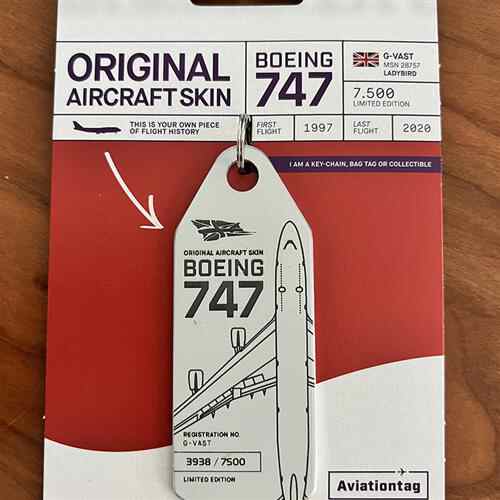 ORIGINAL
AIRCRAFT SKIN
BOEING
747
G-VAST
MSN 28757
LADYBIRD
7.500
LIMITED EDITION
THIS IS YOUR OWN PIECE
OF FLIGHT HISTORY
FIRST
FLIGHT
1997
LAST
FLIGHT
2020
I AM A KEY-CHAIN, BAG TAG OR COLLECTIBLE
ORIGINAL AIRCRAFT SKIN
BOEING
747
REGISTRATION NO.
G-VAST
3938 / 7500
LIMITED EDITION
Aviationtag